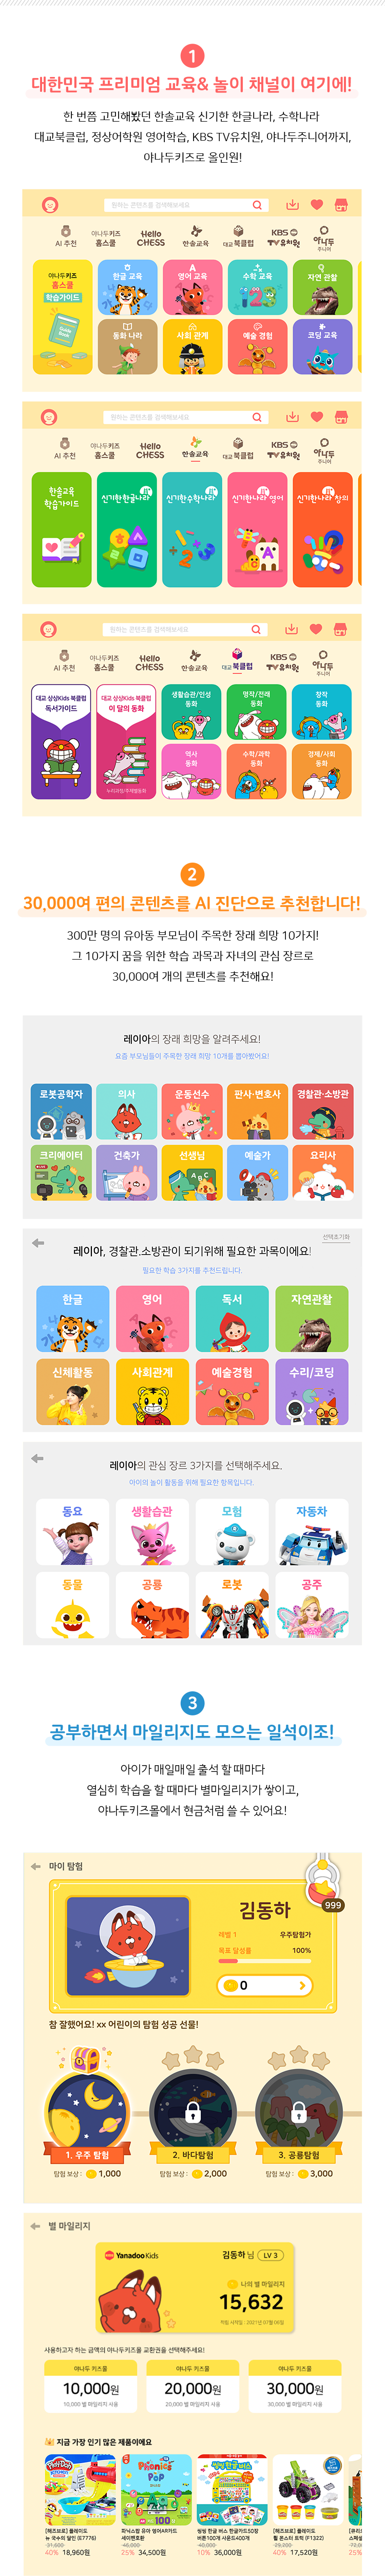 1
대한민국 프리미엄 교육& 놀이 채널이 여기에!
한 번쯤 고민해봤던 한솔교육 신기한 한글나라, 수학나라
대교북클럽, 정상어학원 영어학습, KBS TV유치원, 야나두주니어까지,
야나두키즈로 올인원!
원하는 콘텐츠를 검색해보세요
AI 추천
야나두키즈
홈스쿨
Hello
CHESS
한솔교육
대교 북클럽
KBS
TV유치원
야나두
주니어
야나두키즈
홈스쿨
학습가이드
한글 교육
영어 교육
수학 교육
자연 관찰
동화 나라
사회 관계
예술 경험
코딩 교육
원하는 콘텐츠를 검색해보세요
AI 추천
야나두키즈
홈스쿨
Hello
CHESS
한솔교육
대교 북클럽
KBS
TV유치원
야나두
주니어
한솔교육
학습가이드
신기한한글나라
신기한수학나라
신기한나라 영어
신기한나라 창의
원하는 콘텐츠를 검색해보세요
AI 추천
야나두키즈
홈스쿨
Hello
CHESS
한솔교육
대교 북클럽
KBS
TV유치원
야나두
주니어
대교 상상Kids 북클럽
독서가이드
대교 상상Kids 북클럽
이 달의 동화
누리과정/주제별동화
생활습관/인성
동화
명작/전래
동화
창작
동화
역사
동화
수학/과학
동화
경제/사회
동화
2
30,000여 편의 콘텐츠를 AI 진단으로 추천합니다!
300만 명의 유아동 부모님이 주목한 장래 희망 10가지!
그 10가지 꿈을 위한 학습 과목과 자녀의 관심 장르로
30,000여 개의 콘텐츠를 추천해요!
레이아의 장래 희망을 알려주세요!
요즘 부모님들이 주목한 장래 희망 10개를 뽑아봤어요!
로봇공학자
의사
운동선수
판사·변호사
경찰관·소방관
크리에이터
건축가
선생님
예술가
요리사
선택초기화
레이아, 경찰관.소방관이 되기위해 필요한 과목이에요!
필요한 학습 3가지를 추천드립니다.
한글
영어
독서
자연관찰
신체활동
사회관계
예술경험
수리/코딩
레이아의 관심 장르 3가지를 선택해주세요.
아이의 놀이 활동을 위해 필요한 항목입니다.
동요
생활습관
모험
자동차
동물
공룡
로봇
공주
3
공부하면서 마일리지도 모으는 일석이조!
아이가 매일매일 출석 할 때마다
열심히 학습을 할 때마다 별마일리지가 쌓이고,
야나두키즈몰에서 현금처럼 쓸 수 있어요!
마이 탐험
김동하
999
레벨 1
우주탐험가
목표 달성률
100%
0
참 잘했어요! xx 어린이의 탐험 성공 선물!
1. 우주 탐험
2. 바다탐험
3. 공룡탐험
탐험 보상 : 1,000
탐험 보상 : 2,000
탐험 보상 : 3,000
별 마일리지
Yanadoo Kids
김동하 님 LV 3
나의 별 마일리지
15,632
적립 시작일 : 2021년 07월 06일
사용하고자 하는 금액의 야나두키즈몰 교환권을 선택해주세요!
야나두 키즈몰
10,000원
10,000 별 마일리지 사용
야나두 키즈몰
20,000원
20,000 별 마일리지 사용
야나두 키즈몰
30,000원
30,000 별 마일리지 사용
지금 가장 인기 많은 제품이에요
Play-Doh
Phonics
Pop
[해즈브로] 플레이도
뉴 국수의 달인 (E7776)
31,600
40% 18,960원
피닉스팝 유아 영어AR카드
세이펜호환
46,000
25% 34,500원
씽씽 한글 버스 한글카드50장
버튼100개 사운드400개
40,000
10% 36,000원
[해즈브로] 플레이도
휠 몬스터 트럭 (F1322)
29,200
40% 17,520원
25%